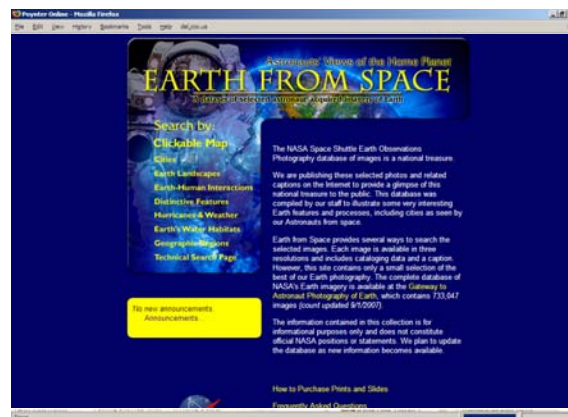 Poynter Online - Mozilla Firefox
File Edit View History Bookmarks Tools Help del.icio.us
Astronauts' Views of the Home Planet
EARTH FROM SPACE
A dataset of selected astronaut acquired imagery of Earth
Search by:
Clickable Map
Cities
Earth Landscapes
Earth-Human Interactions
Distinctive Features
Hurricanes & Weather
Earth's Water Habitats
Geographic Regions
Technical Search Page
No new announcements.
Announcements...
The NASA Space Shuttle Earth Observations
Photography database of images is a national treasure.
We are publishing these selected photos and related
captions on the Internet to provide a glimpse of this
national treasure to the public. This database was
compiled by our staff to illustrate some very interesting
Earth features and processes, including cities as seen by
our Astronauts from space.
Earth from Space provides several ways to search the
selected images. Each image is available in three
resolutions and includes cataloging data and a caption.
However, this site contains only a small selection of the
best of our Earth photography. The complete database of
NASA's Earth imagery is available at the Gateway to
Astronaut Photography of Earth, which contains 733,047
images (count updated 9/1/2007).
The information contained in this collection is for
informational purposes only and does not constitute
official NASA positions or statements. We plan to update
the database as new information becomes available.
How to Purchase Prints and Slides
Frequently Asked Questions